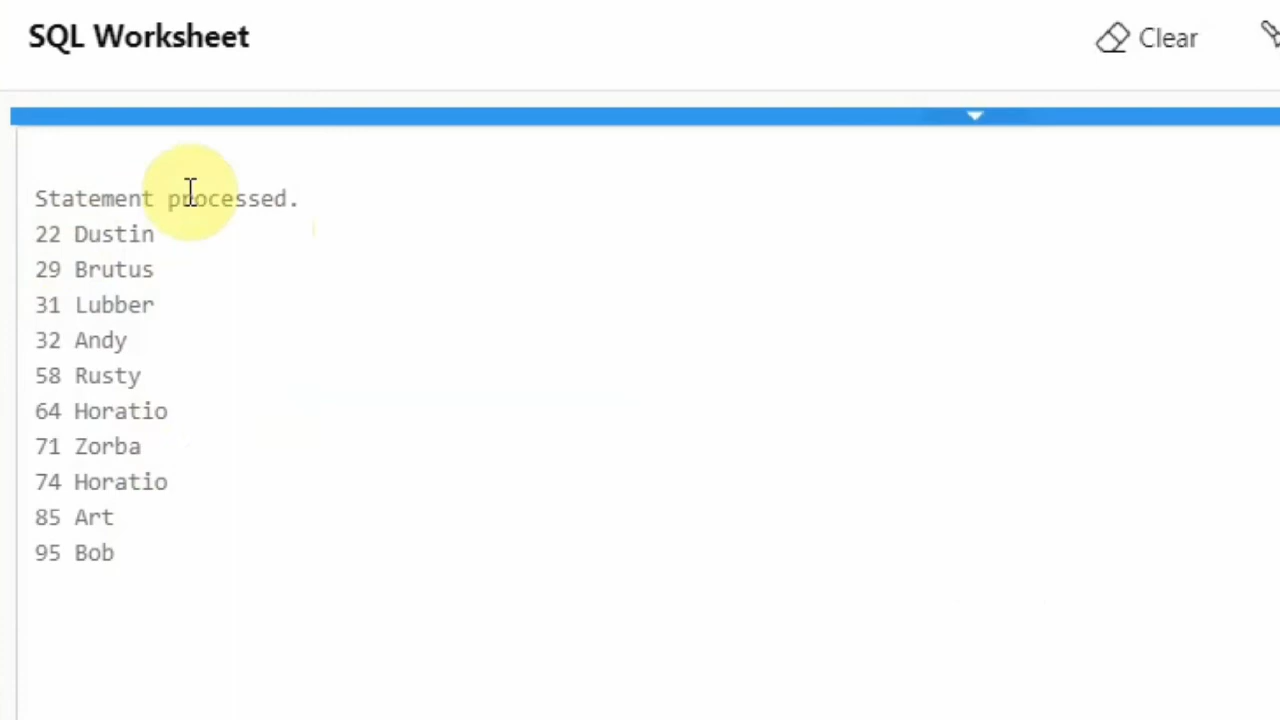 SQL Worksheet
Clear
Statement processed.
22 Dustin
29 Brutus
31 Lubber
32 Andy
58 Rusty
64 Horatio
71 Zorba
74 Horatio
85 Art
95 Bob